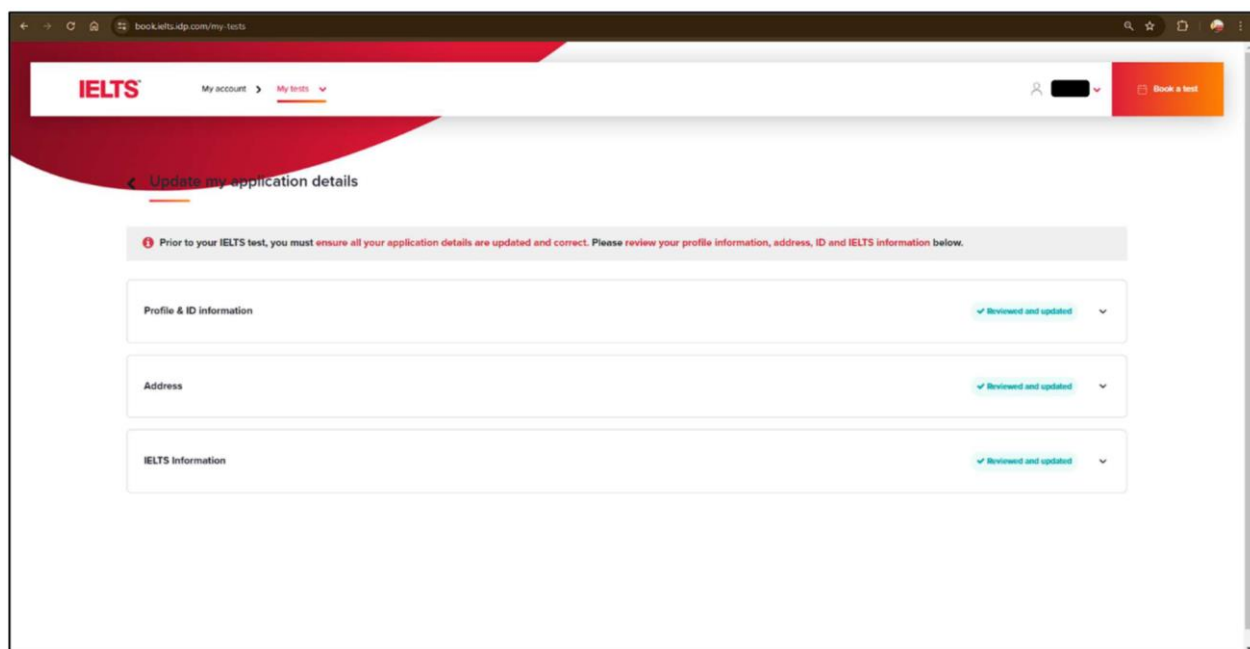 book.ielts.idp.com/my-tests
IELTS™ My account My tests Book a test
Update my application details
Prior to your IELTS test, you must ensure all your application details are updated and correct. Please review your profile information, address, ID and IELTS information below.
Profile & ID information Reviewed and updated
Address Reviewed and updated
IELTS Information Reviewed and updated